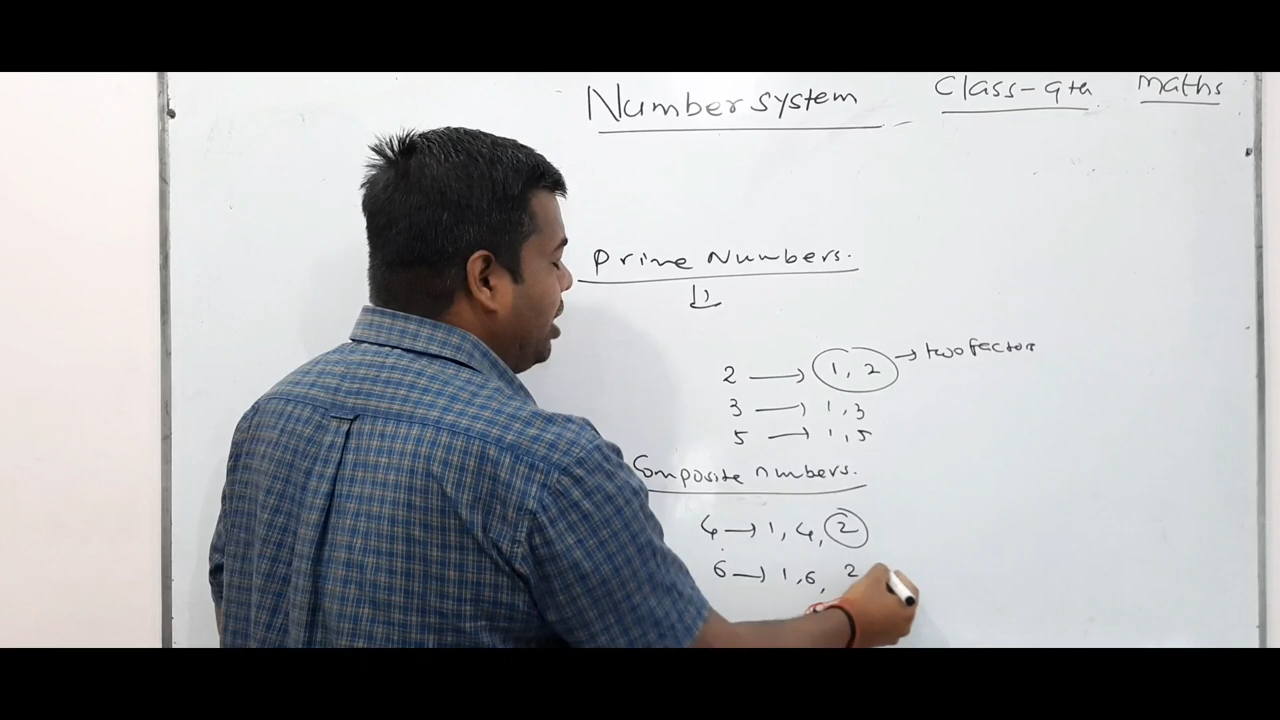 Number system Class-9th Maths
Prime Numbers.
2 → 1, 2 → two factors
3 → 1, 3
5 → 1, 5
Composite numbers.
4 → 1, 4, 2
6 → 1, 6, 2